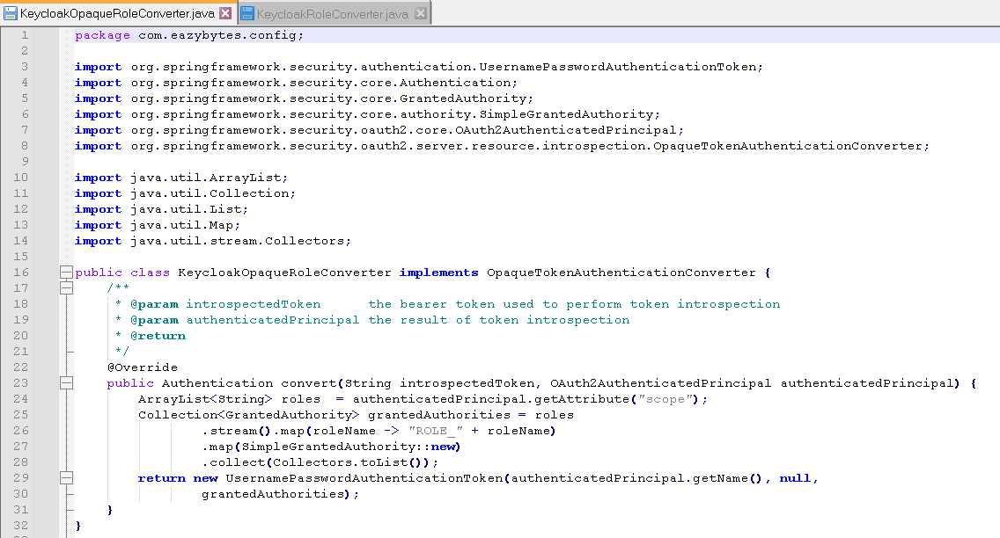 KeycloakOpaqueRoleConverter.java KeycloakRoleConverter.java
1 package com.eazybytes.config;
2
3 import org.springframework.security.authentication.UsernamePasswordAuthenticationToken;
4 import org.springframework.security.core.Authentication;
5 import org.springframework.security.core.GrantedAuthority;
6 import org.springframework.security.core.authority.SimpleGrantedAuthority;
7 import org.springframework.security.oauth2.core.OAuth2AuthenticatedPrincipal;
8 import org.springframework.security.oauth2.server.resource.introspection.OpaqueTokenAuthenticationConverter;
9
10 import java.util.ArrayList;
11 import java.util.Collection;
12 import java.util.List;
13 import java.util.Map;
14 import java.util.stream.Collectors;
15
16 public class KeycloakOpaqueRoleConverter implements OpaqueTokenAuthenticationConverter {
17     /**
18      * @param introspectedToken      the bearer token used to perform token introspection
19      * @param authenticatedPrincipal the result of token introspection
20      * @return
21      */
22     @Override
23     public Authentication convert(String introspectedToken, OAuth2AuthenticatedPrincipal authenticatedPrincipal) {
24         ArrayList<String> roles  = authenticatedPrincipal.getAttribute("scope");
25         Collection<GrantedAuthority> grantedAuthorities = roles
26                 .stream().map(roleName -> "ROLE_" + roleName)
27                 .map(SimpleGrantedAuthority::new)
28                 .collect(Collectors.toList());
29         return new UsernamePasswordAuthenticationToken(authenticatedPrincipal.getName(), null,
30                 grantedAuthorities);
31     }
32 }